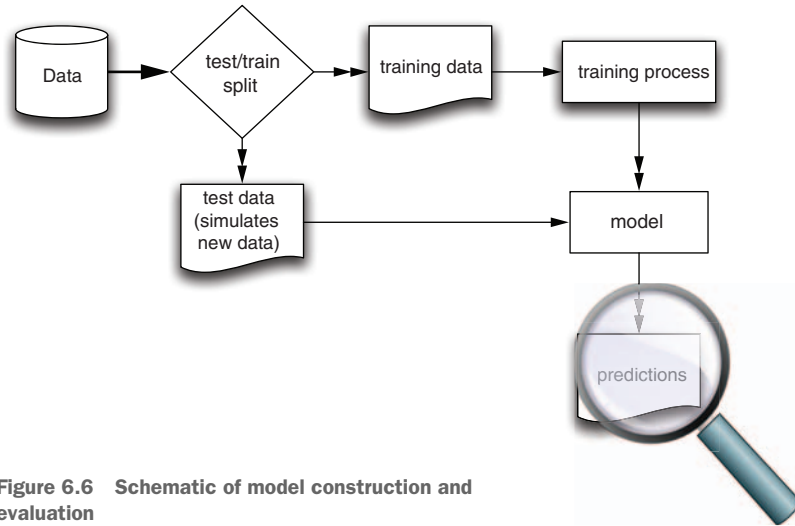 Data
test/train
split
training data
training process
test data
(simulates
new data)
model
predictions
Figure 6.6 Schematic of model construction and
evaluation